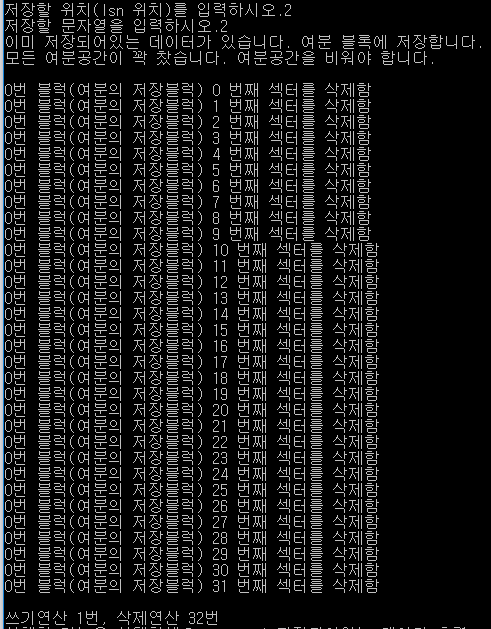 저장할 위치(lsn 위치)를 입력하시오.2
저장할 문자열을 입력하시오.2
이미 저장되어있는 데이터가 있습니다. 여분 블록에 저장합니다.
모든 여분공간이 꽉 찼습니다. 여분공간을 비워야 합니다.
0번 블럭(여분의 저장블럭) 0 번째 섹터를 삭제함
0번 블럭(여분의 저장블럭) 1 번째 섹터를 삭제함
0번 블럭(여분의 저장블럭) 2 번째 섹터를 삭제함
0번 블럭(여분의 저장블럭) 3 번째 섹터를 삭제함
0번 블럭(여분의 저장블럭) 4 번째 섹터를 삭제함
0번 블럭(여분의 저장블럭) 5 번째 섹터를 삭제함
0번 블럭(여분의 저장블럭) 6 번째 섹터를 삭제함
0번 블럭(여분의 저장블럭) 7 번째 섹터를 삭제함
0번 블럭(여분의 저장블럭) 8 번째 섹터를 삭제함
0번 블럭(여분의 저장블럭) 9 번째 섹터를 삭제함
0번 블럭(여분의 저장블럭) 10 번째 섹터를 삭제함
0번 블럭(여분의 저장블럭) 11 번째 섹터를 삭제함
0번 블럭(여분의 저장블럭) 12 번째 섹터를 삭제함
0번 블럭(여분의 저장블럭) 13 번째 섹터를 삭제함
0번 블럭(여분의 저장블럭) 14 번째 섹터를 삭제함
0번 블럭(여분의 저장블럭) 15 번째 섹터를 삭제함
0번 블럭(여분의 저장블럭) 16 번째 섹터를 삭제함
0번 블럭(여분의 저장블럭) 17 번째 섹터를 삭제함
0번 블럭(여분의 저장블럭) 18 번째 섹터를 삭제함
0번 블럭(여분의 저장블럭) 19 번째 섹터를 삭제함
0번 블럭(여분의 저장블럭) 20 번째 섹터를 삭제함
0번 블럭(여분의 저장블럭) 21 번째 섹터를 삭제함
0번 블럭(여분의 저장블럭) 22 번째 섹터를 삭제함
0번 블럭(여분의 저장블럭) 23 번째 섹터를 삭제함
0번 블럭(여분의 저장블럭) 24 번째 섹터를 삭제함
0번 블럭(여분의 저장블럭) 25 번째 섹터를 삭제함
0번 블럭(여분의 저장블럭) 26 번째 섹터를 삭제함
0번 블럭(여분의 저장블럭) 27 번째 섹터를 삭제함
0번 블럭(여분의 저장블럭) 28 번째 섹터를 삭제함
0번 블럭(여분의 저장블럭) 29 번째 섹터를 삭제함
0번 블럭(여분의 저장블럭) 30 번째 섹터를 삭제함
0번 블럭(여분의 저장블럭) 31 번째 섹터를 삭제함
쓰기연산 1번, 삭제연산 32번